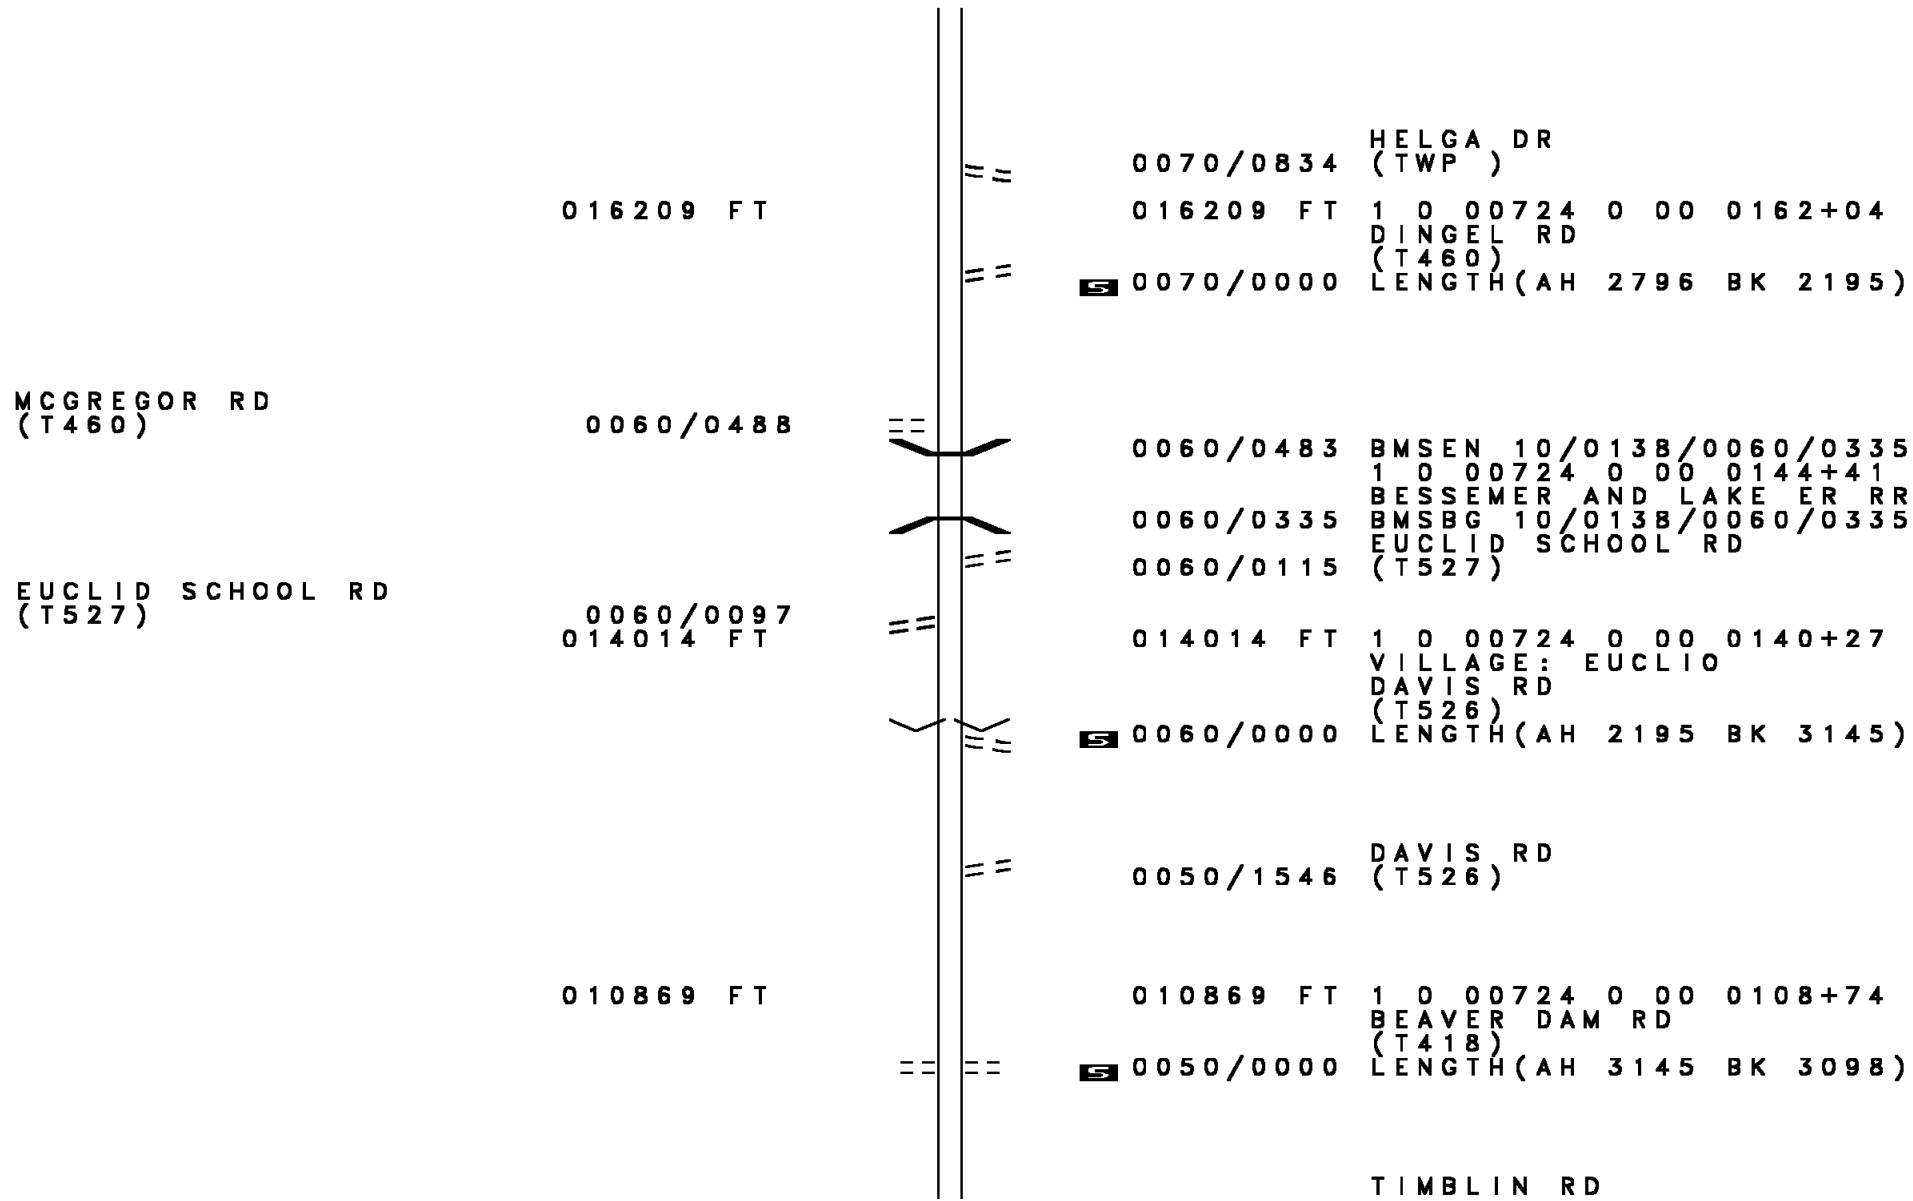 HELGA DR
0070/0834 (TWP )
016209 FT 016209 FT 1 0 00724 0 00 0162+04
DINGEL RD
(T460)
S 0070/0000 LENGTH(AH 2796 BK 2195)
MCGREGOR RD
(T460) 0060/0488
0060/0483 BMSEN 10/0138/0060/0335
1 0 00724 0 00 0144+41
BESSEMER AND LAKE ER RR
0060/0335 BMSBG 10/0138/0060/0335
EUCLID SCHOOL RD
0060/0115 (T527)
EUCLID SCHOOL RD
(T527) 0060/0097
014014 FT 014014 FT 1 0 00724 0 00 0140+27
VILLAGE: EUCLIO
DAVIS RD
(T526)
S 0060/0000 LENGTH(AH 2195 BK 3145)
DAVIS RD
0050/1546 (T526)
010869 FT 010869 FT 1 0 00724 0 00 0108+74
BEAVER DAM RD
(T418)
S 0050/0000 LENGTH(AH 3145 BK 3098)
TIMBLIN RD